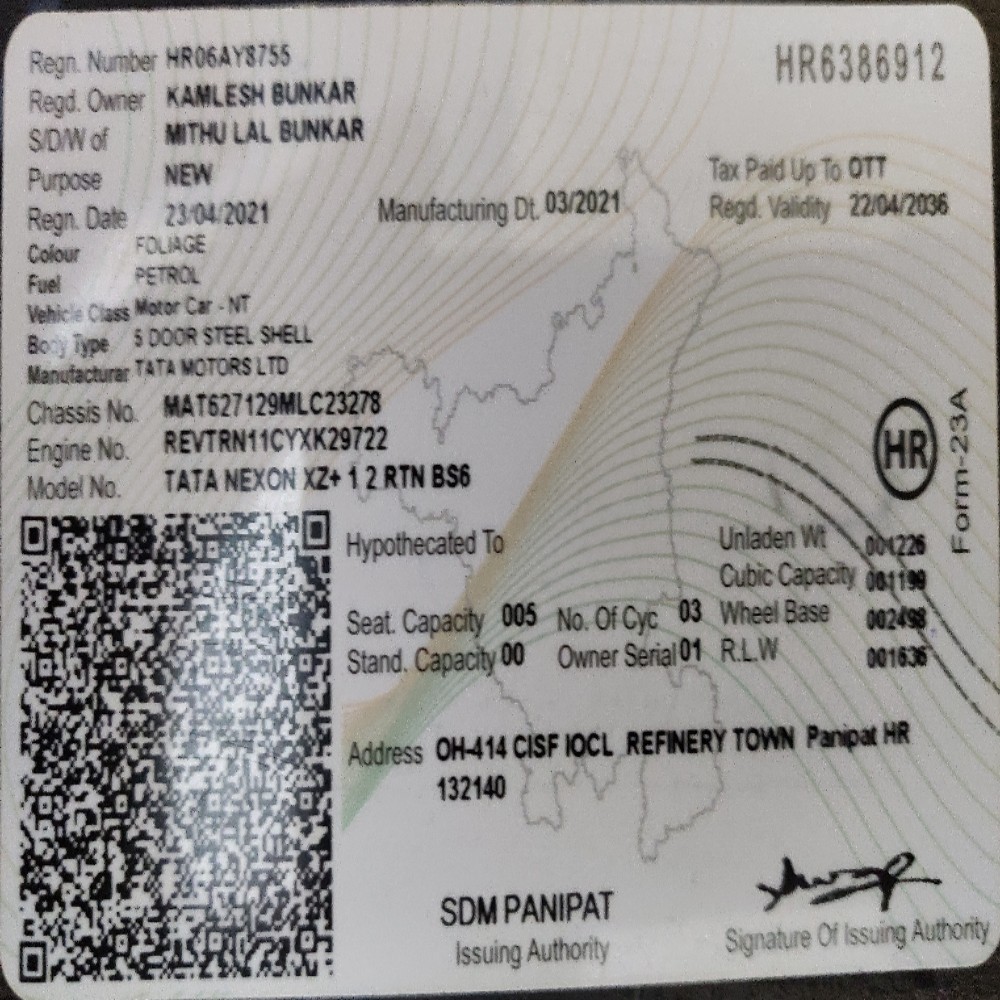 Regn. Number HR06AY8755
HR6386912
Regd. Owner KAMLESH BUNKAR
S/D/W of MITHU LAL BUNKAR
Purpose NEW
Tax Paid Up To OTT
Regn. Date 23/04/2021 Manufacturing Dt. 03/2021 Regd. Validity 22/04/2036
Colour FOLIAGE
Fuel PETROL
Vehicle Class Motor Car - NT
Body Type 5 DOOR STEEL SHELL
Manufacturar TATA MOTORS LTD
Chassis No. MAT627129MLC23278
Engine No. REVTRN11CYXK29722
Model No. TATA NEXON XZ+ 1 2 RTN BS6
HR
Form-23A
Hypothecated To Unladen Wt 001226
Cubic Capacity 001199
Seat. Capacity 005 No. Of Cyc 03 Wheel Base 002498
Stand. Capacity 00 Owner Serial 01 R.L.W 001636
Address OH-414 CISF IOCL REFINERY TOWN Panipat HR
132140
SDM PANIPAT
Issuing Authority
Signature Of Issuing Authority